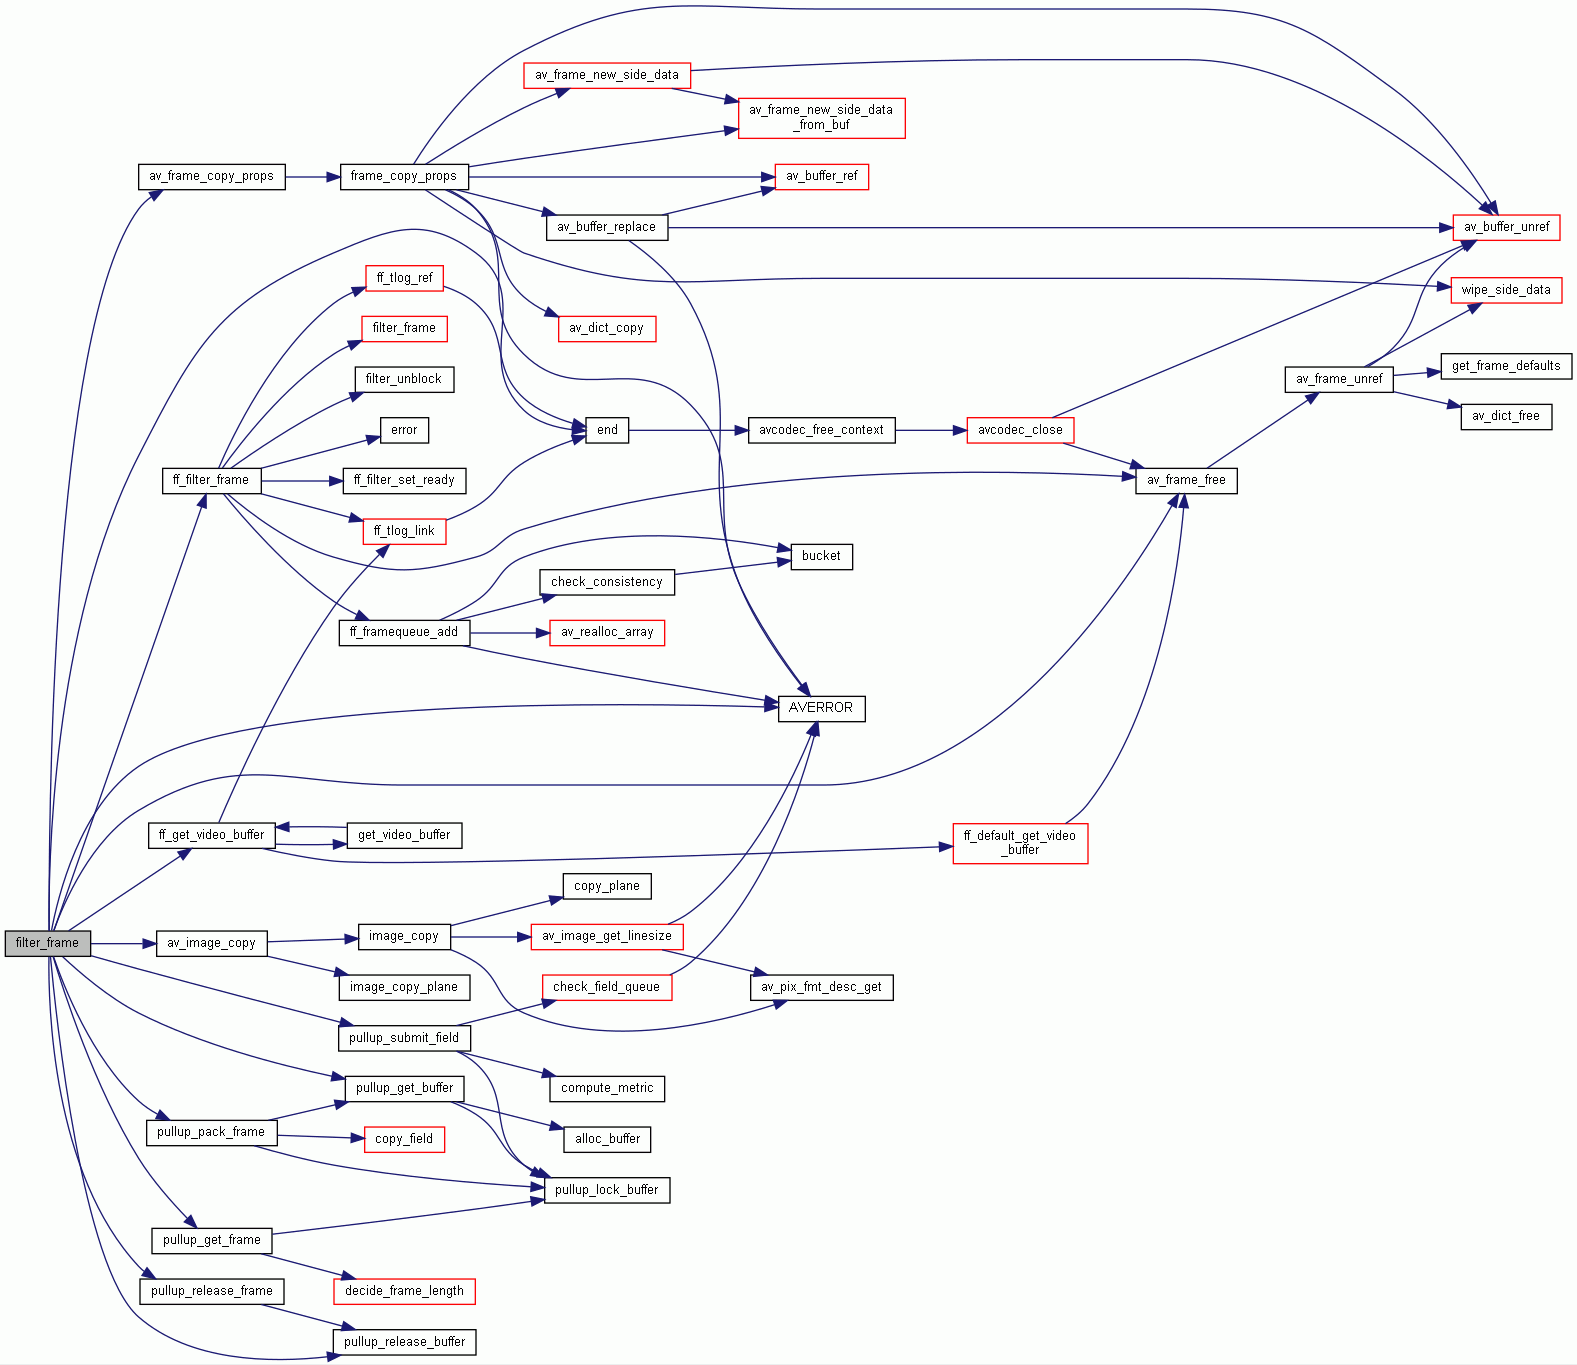 av_frame_new_side_data
av_frame_new_side_data
_from_buf
av_frame_copy_props
frame_copy_props
av_buffer_ref
av_buffer_replace
av_buffer_unref
ff_tlog_ref
wipe_side_data
filter_frame
av_dict_copy
get_frame_defaults
filter_unblock
av_frame_unref
av_dict_free
error
end
avcodec_free_context
avcodec_close
ff_filter_frame
ff_filter_set_ready
av_frame_free
ff_tlog_link
bucket
check_consistency
ff_framequeue_add
av_realloc_array
AVERROR
ff_get_video_buffer
get_video_buffer
ff_default_get_video
_buffer
copy_plane
filter_frame
av_image_copy
image_copy
av_image_get_linesize
image_copy_plane
check_field_queue
av_pix_fmt_desc_get
pullup_submit_field
pullup_get_buffer
compute_metric
pullup_pack_frame
copy_field
alloc_buffer
pullup_lock_buffer
pullup_get_frame
pullup_release_frame
decide_frame_length
pullup_release_buffer